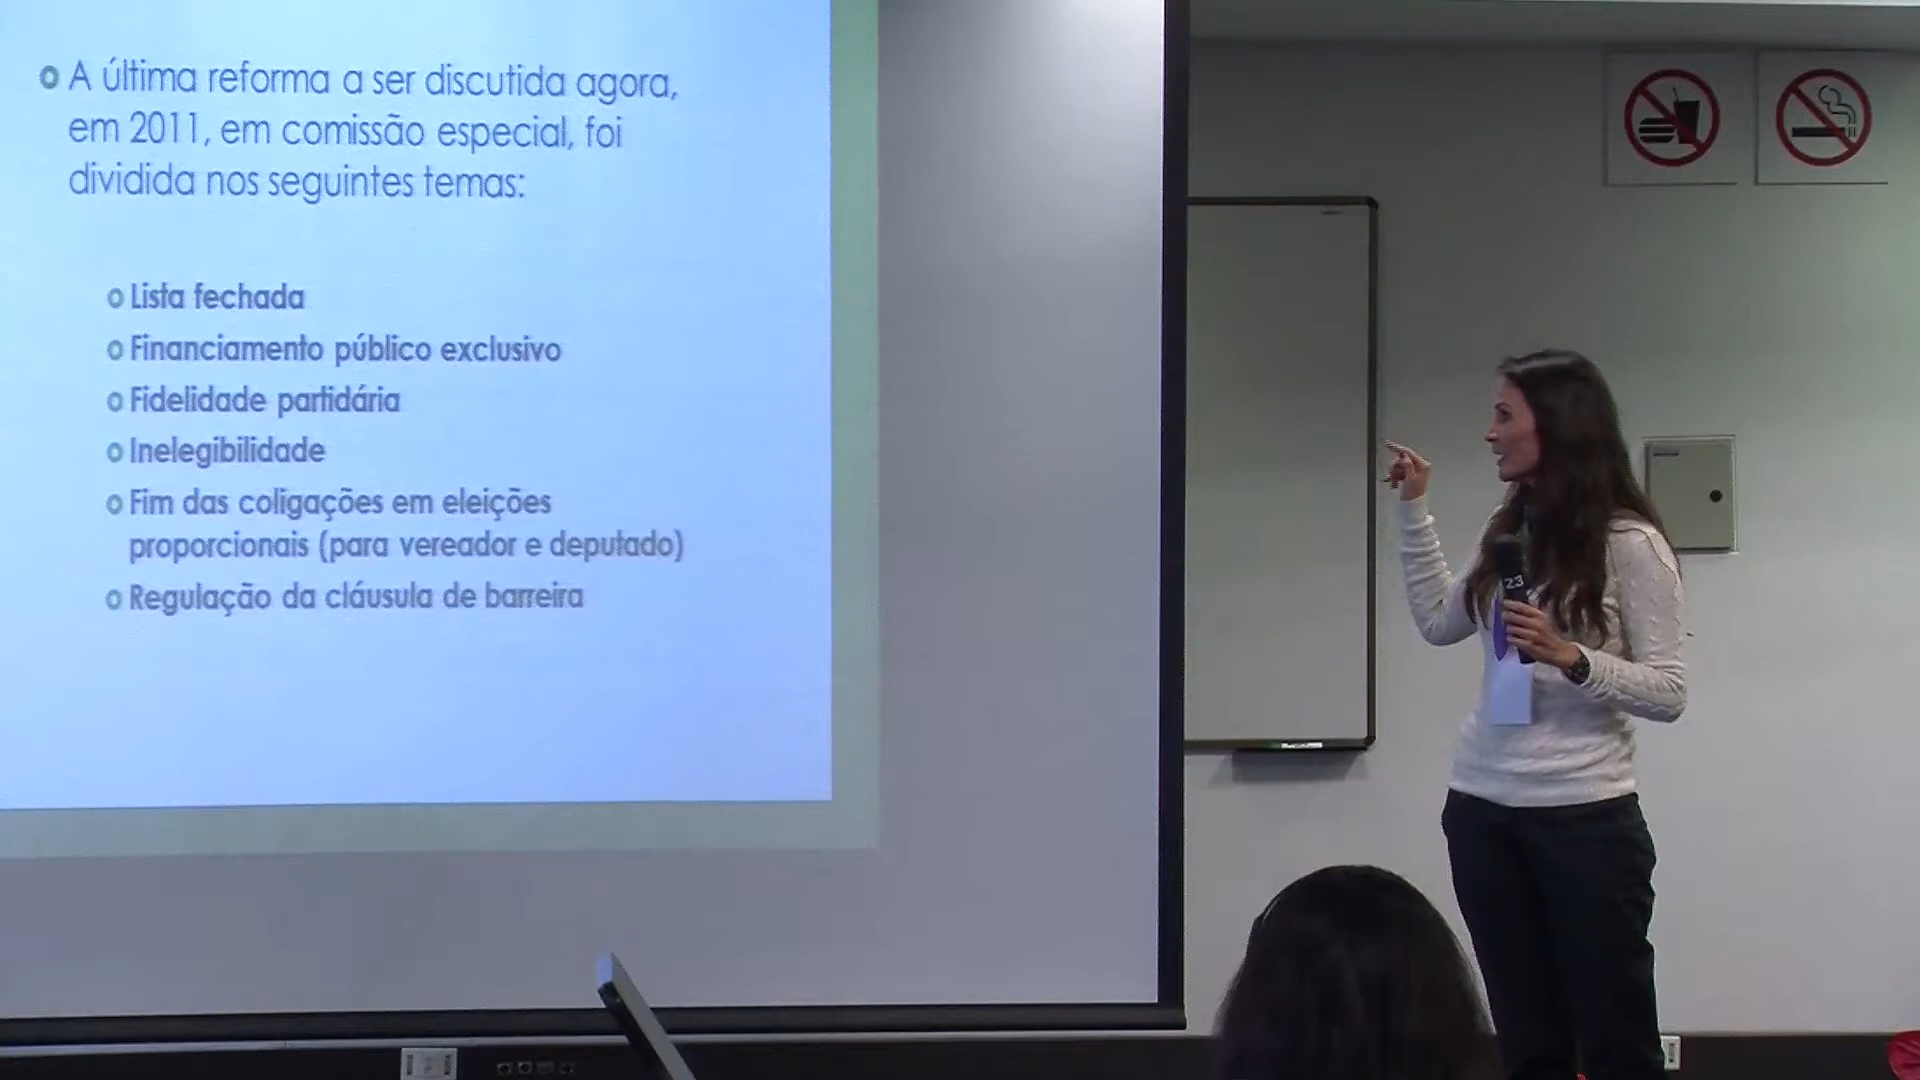 A última reforma a ser discutida agora,
em 2011, em comissão especial, foi
dividida nos seguintes temas:
Lista fechada
Financiamento público exclusivo
Fidelidade partidária
Inelegibilidade
Fim das coligações em eleições
proporcionais (para vereador e deputado)
Regulação da cláusula de barreira
23